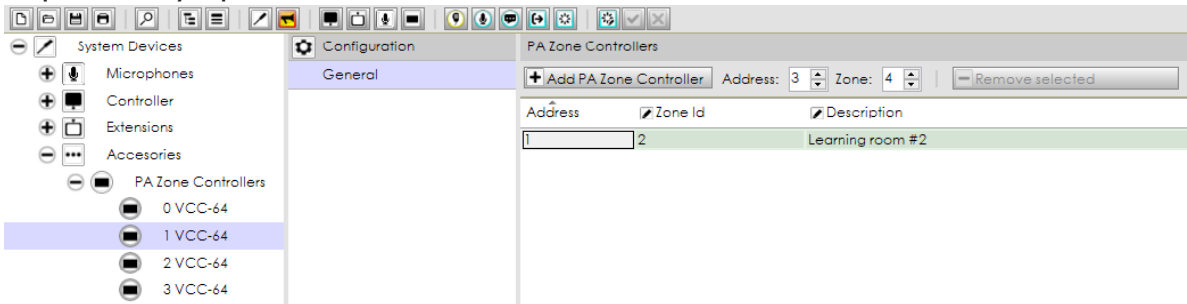 System Devices
Microphones
Controller
Extensions
Accesories
PA Zone Controllers
0 VCC-64
1 VCC-64
2 VCC-64
3 VCC-64
Configuration
General
PA Zone Controllers
Add PA Zone Controller Address: 3 Zone: 4 Remove selected
Address Zone Id Description
1 2 Learning room #2